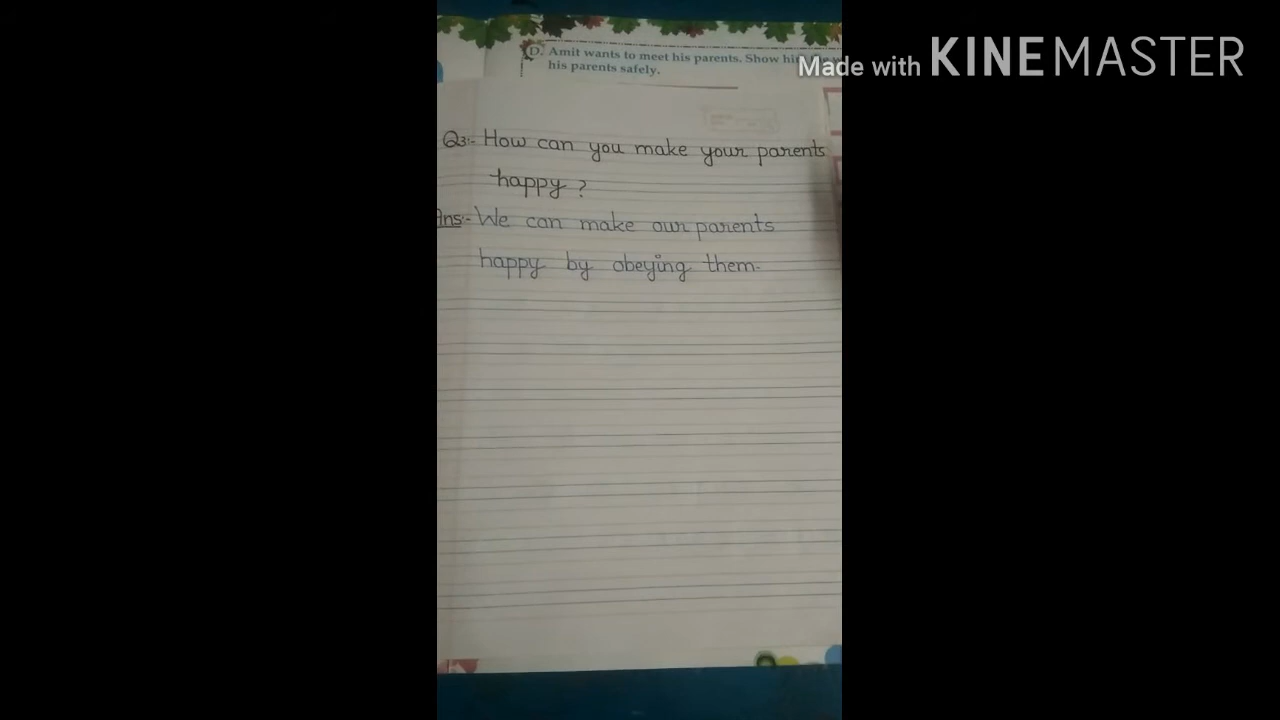 D. Amit wants to meet his parents. Show
his parents safely.
Made with KINEMASTER
Q3:- How can you make your parents
happy ?
Ans:- We can make our parents
happy by obeying them.